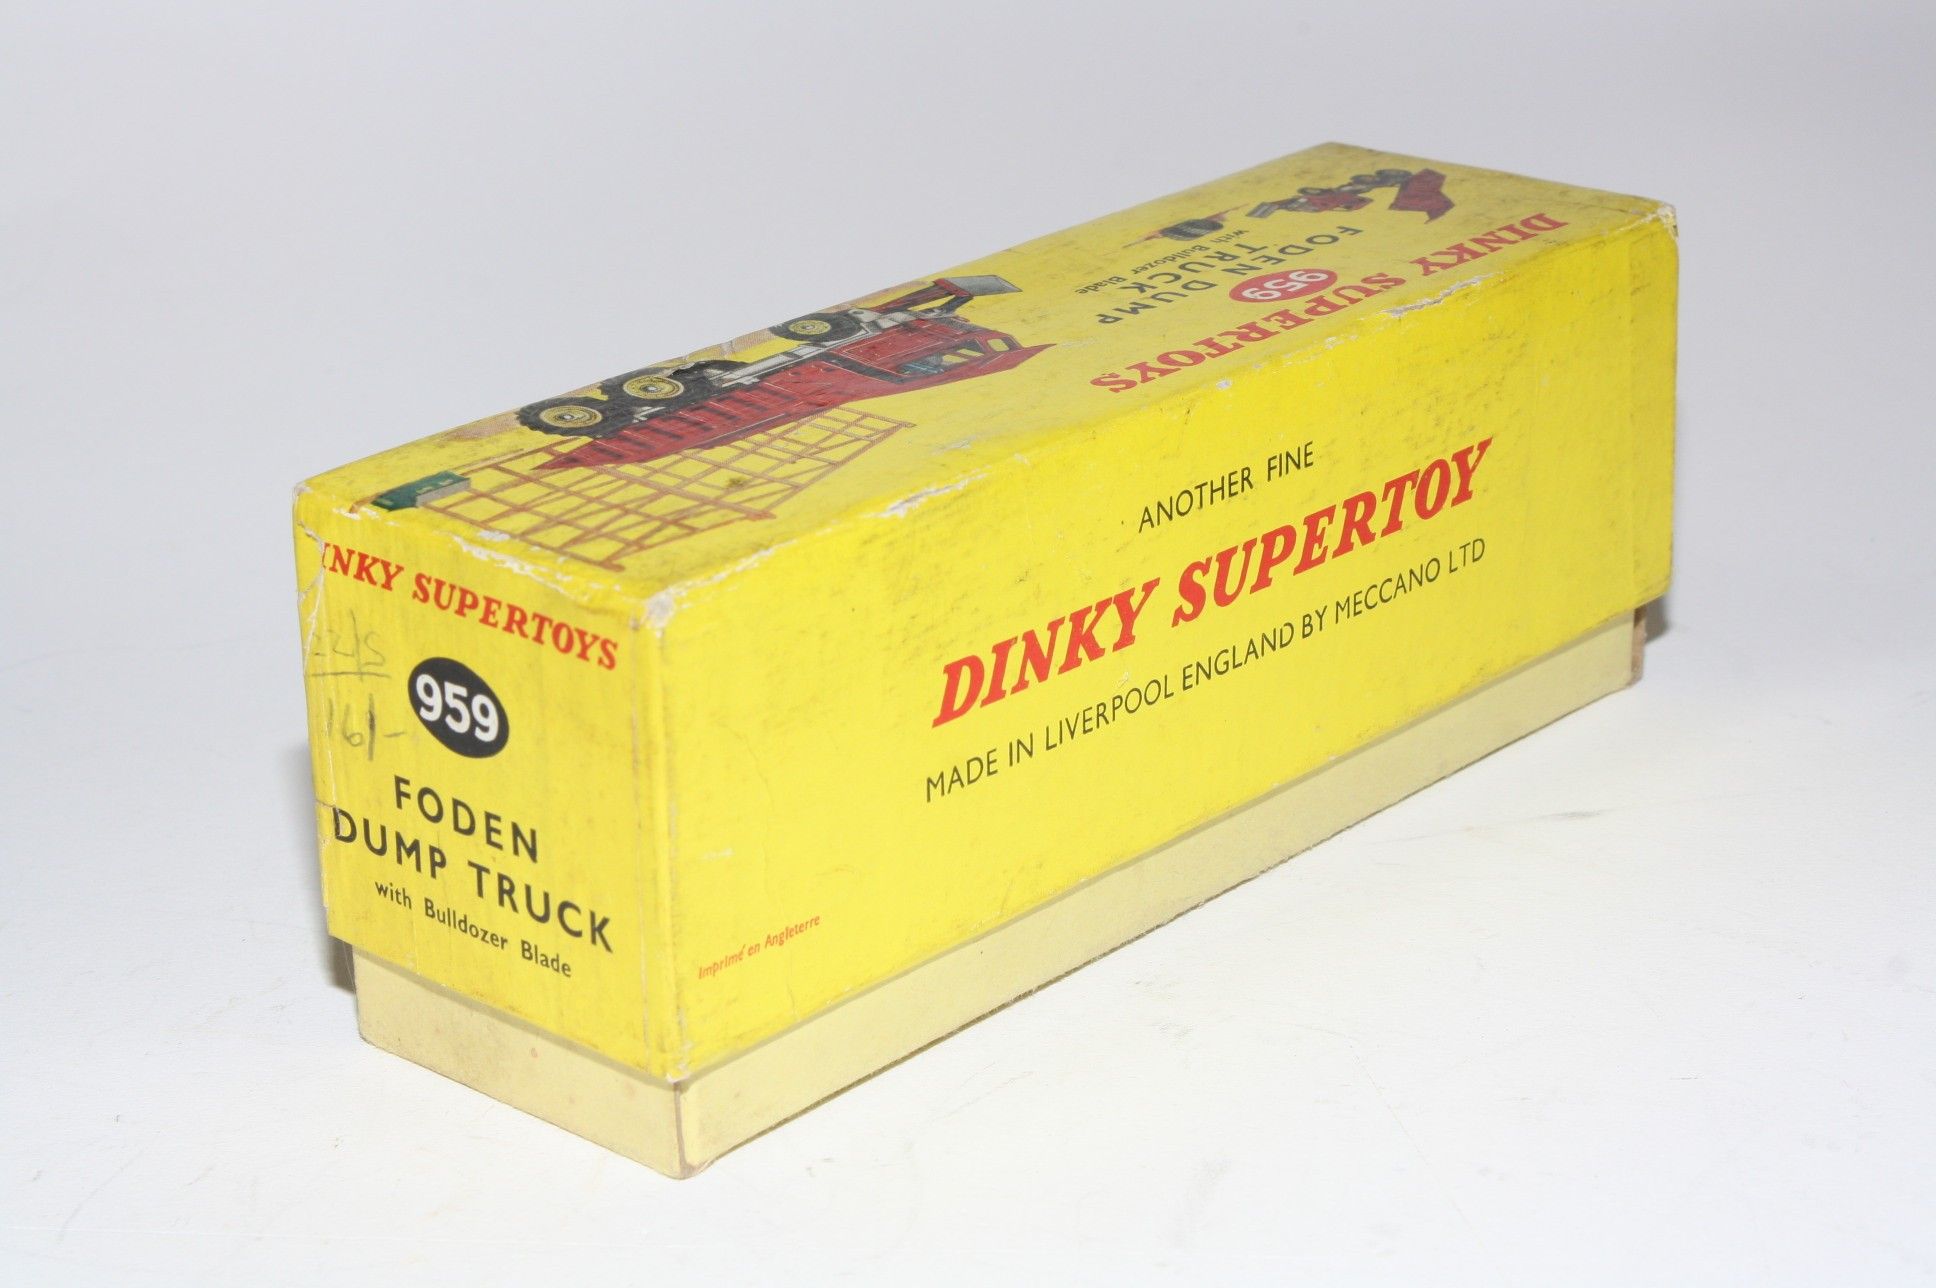 DINKY SUPERTOYS
959
FODEN DUMP
TRUCK
with Bulldozer Blade
ANOTHER FINE
DINKY SUPERTOY
MADE IN LIVERPOOL ENGLAND BY MECCANO LTD
Imprimé en Angleterre
INKY SUPERTOYS
16/-
959
FODEN
DUMP TRUCK
with Bulldozer Blade